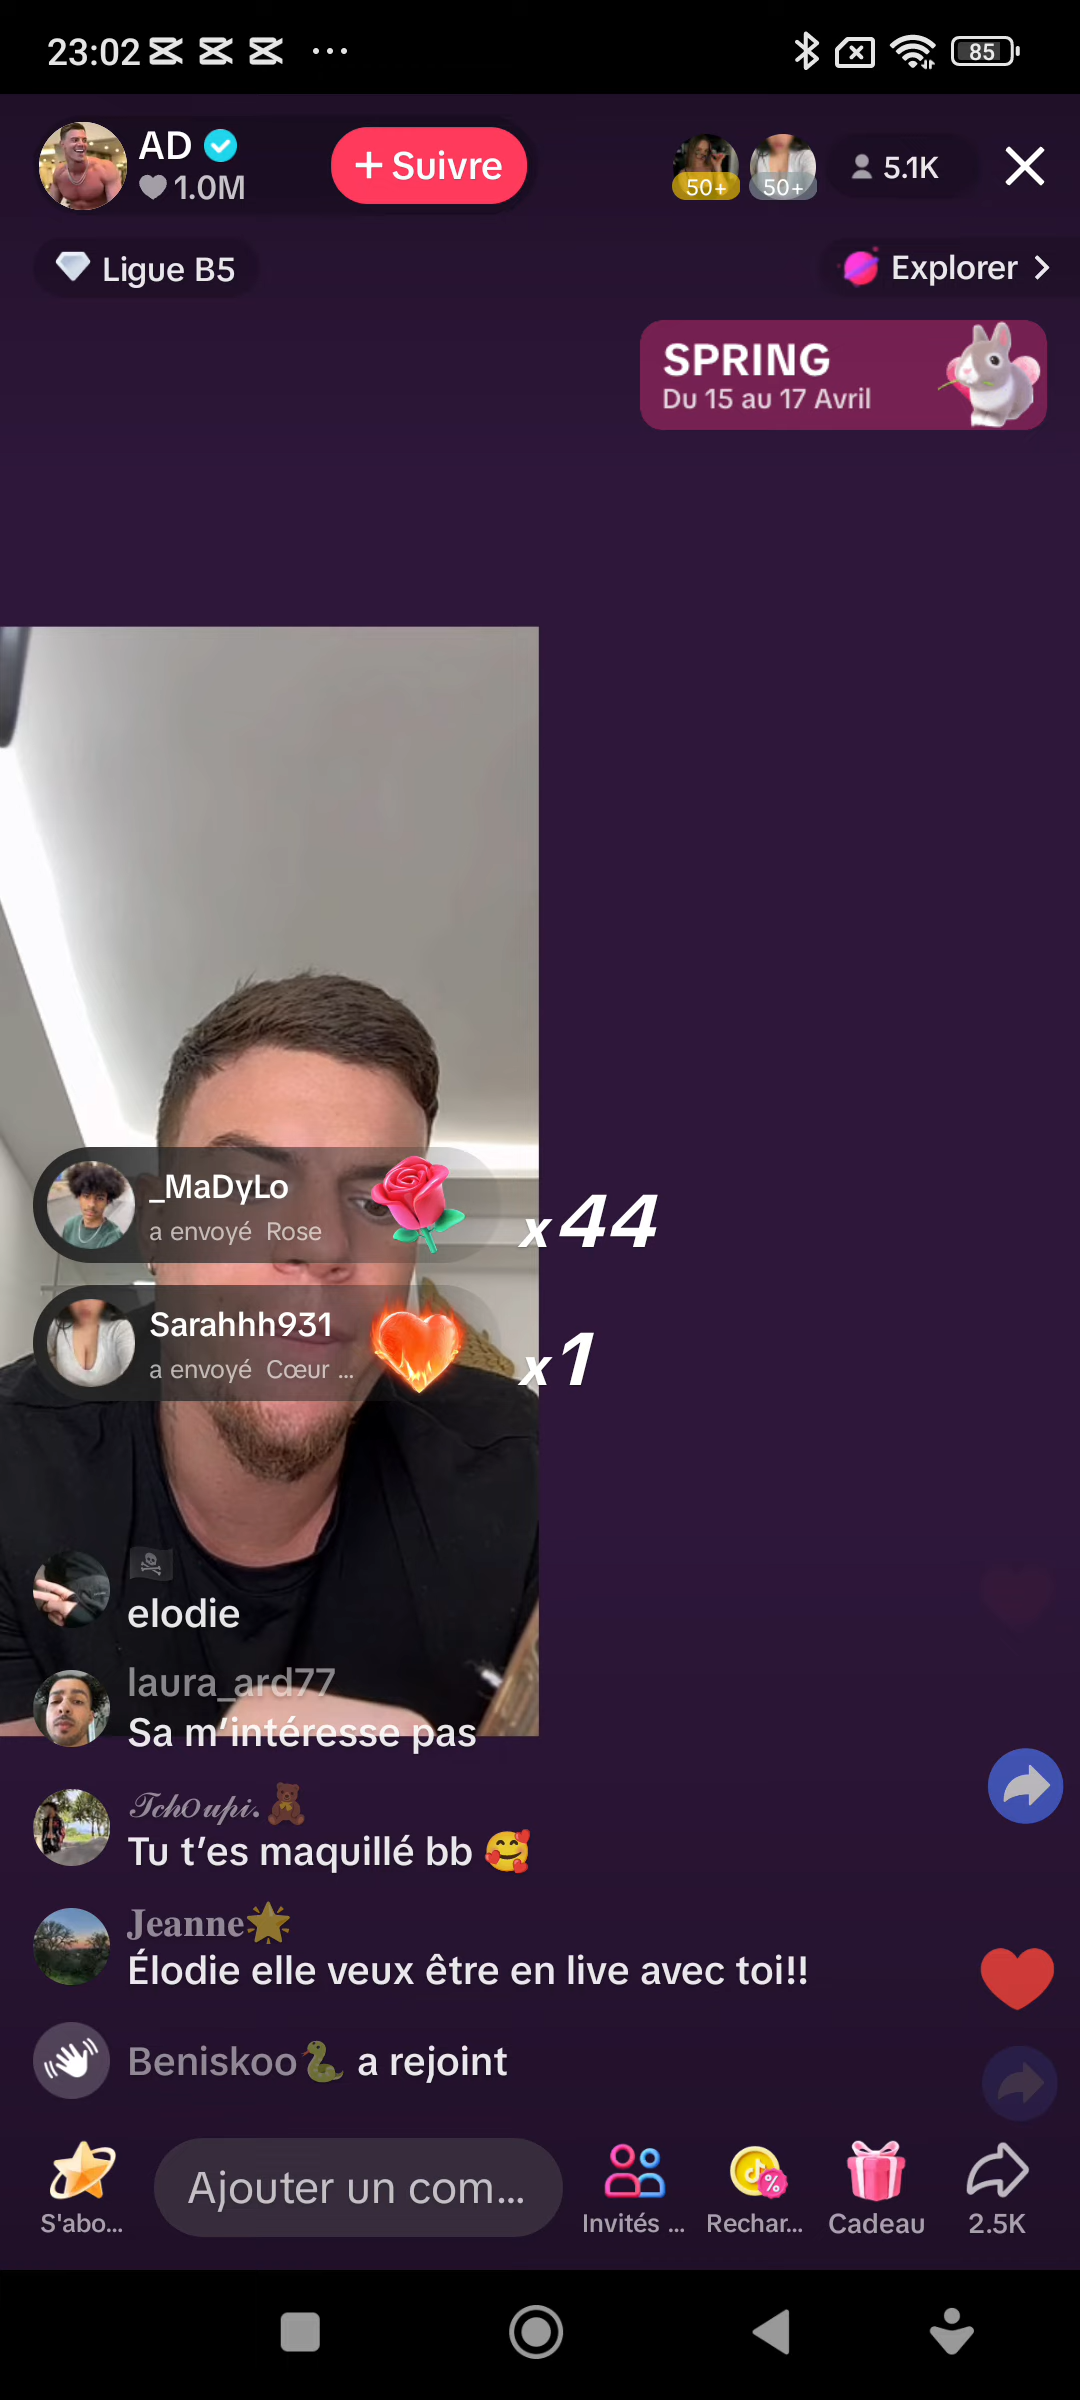 23:02 ...
85
AD
1.0M
+ Suivre
50+
50+
5.1K
Ligue B5
Explorer >
SPRING
Du 15 au 17 Avril
_MaDyLo
a envoyé Rose
x44
Sarahhh931
a envoyé Cœur ...
x1
🏴‍☠️
elodie
laura_ard77
Sa m’intéresse pas
𝒯𝒸𝒽𝑜𝓊𝓅𝒾.🧸
Tu t’es maquillé bb 🥰
𝐉𝐞𝐚𝐧𝐧𝐞🌟
Élodie elle veux être en live avec toi!!
Beniskoo🐍 a rejoint
Ajouter un com...
S'abo...
Invités ...
Rechar...
Cadeau
2.5K